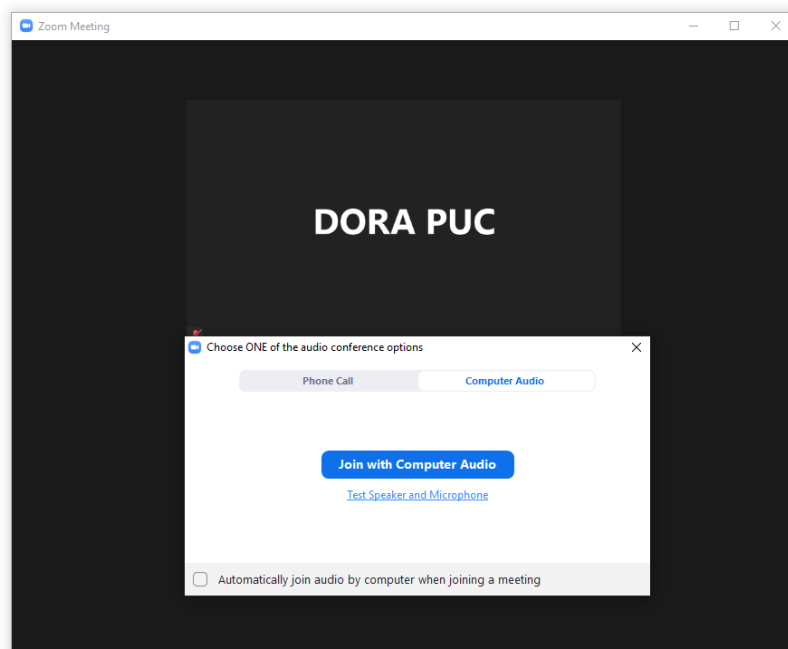 Zoom Meeting
DORA PUC
Choose ONE of the audio conference options
Phone Call
Computer Audio
Join with Computer Audio
Test Speaker and Microphone
Automatically join audio by computer when joining a meeting